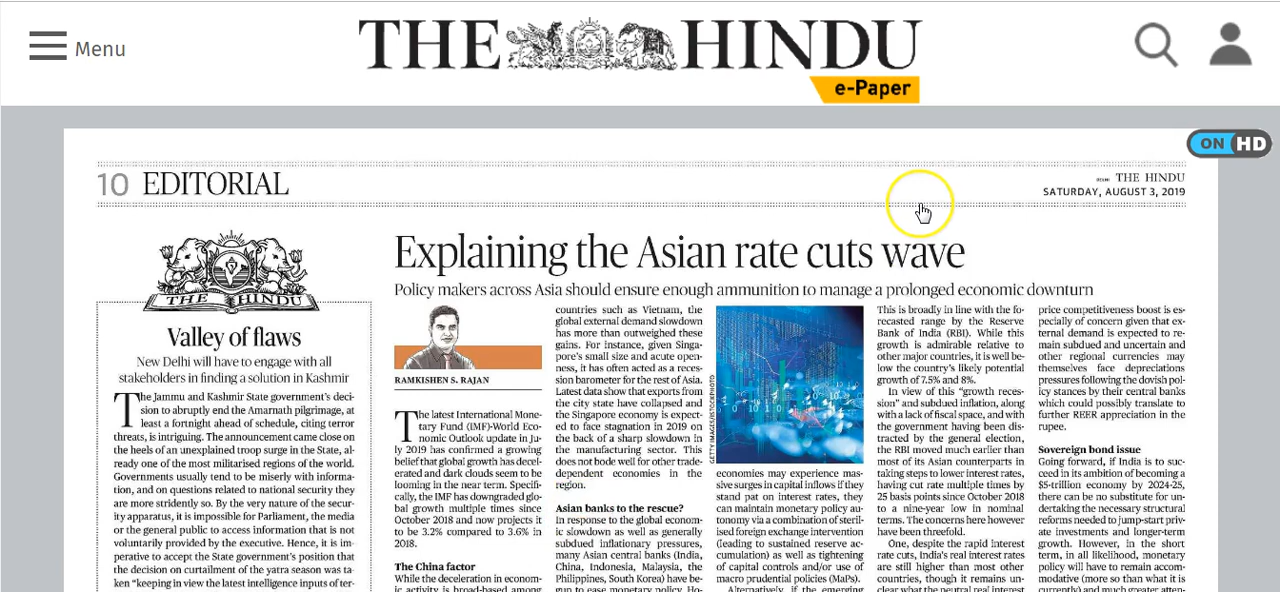 Menu
THE HINDU
e-Paper
ON HD
10 EDITORIAL
THE HINDU
SATURDAY, AUGUST 3, 2019
THE HINDU
Valley of flaws
New Delhi will have to engage with all
stakeholders in finding a solution in Kashmir
The Jammu and Kashmir State government's deci-
sion to abruptly end the Amarnath pilgrimage, at
least a fortnight ahead of schedule, citing terror
threats, is intriguing. The announcement came close on
the heels of an unexplained troop surge in the State, al-
ready one of the most militarised regions of the world.
Governments usually tend to be miserly with informa-
tion, and on questions related to national security they
are more stridently so. By the very nature of the secur-
ity apparatus, it is impossible for Parliament, the media
or the general public to access information that is not
voluntarily provided by the executive. Hence, it is im-
perative to accept the State government's position that
the decision on curtailment of the yatra season was ta-
ken “keeping in view the latest intelligence inputs of ter-
Explaining the Asian rate cuts wave
Policy makers across Asia should ensure enough ammunition to manage a prolonged economic downturn
RAMKISHEN S. RAJAN
The latest International Mone-
tary Fund (IMF)-World Eco-
nomic Outlook update in Ju-
ly 2019 has confirmed a growing
belief that global growth has decel-
erated and dark clouds seem to be
looming in the near term. Specifi-
cally, the IMF has downgraded glo-
bal growth multiple times since
October 2018 and now projects it
to be 3.2% compared to 3.6% in
2018.
The China factor
While the deceleration in econom-
ic activity is broad-based among
countries such as Vietnam, the
global external demand slowdown
has more than outweighed these
gains. For instance, given Singa-
pore's small size and acute open-
ness, it has often acted as a reces-
sion barometer for the rest of Asia.
Latest data show that exports from
the city state have collapsed and
the Singapore economy is expect-
ed to face stagnation in 2019 on
the back of a sharp slowdown in
the manufacturing sector. This
does not bode well for other trade-
dependent economies in the
region.
Asian banks to the rescue?
In response to the global econom-
ic slowdown as well as generally
subdued inflationary pressures,
many Asian central banks (India,
China, Indonesia, Malaysia, the
Philippines, South Korea) have be-
gun to ease monetary policy. Ho-
GETTY IMAGES/ISTOCKPHOTO
economies may experience mas-
sive surges in capital inflows if they
stand pat on interest rates, they
can maintain monetary policy au-
tonomy via a combination of steril-
ised foreign exchange intervention
(leading to sustained reserve ac-
cumulation) as well as tightening
of capital controls and/or use of
macro prudential policies (MaPs).
Alternatively, if the emerging
This is broadly in line with the fo-
recasted range by the Reserve
Bank of India (RBI). While this
growth is admirable relative to
other major countries, it is well be-
low the country's likely potential
growth of 7.5% and 8%.
In view of this “growth reces-
sion” and subdued inflation, along
with a lack of fiscal space, and with
the government having been dis-
tracted by the general election,
the RBI moved much earlier than
most of its Asian counterparts in
taking steps to lower interest rates,
having cut rate multiple times by
25 basis points since October 2018
to a nine-year low in nominal
terms. The concerns here however
have been threefold.
One, despite the rapid interest
rate cuts, India's real interest rates
are still higher than most other
countries, though it remains un-
clear what the neutral real interest
price competitiveness boost is es-
pecially of concern given that ex-
ternal demand is expected to re-
main subdued and uncertain and
other regional currencies may
themselves face depreciations
pressures following the dovish pol-
icy stances by their central banks
which could possibly translate to
further REER appreciation in the
rupee.
Sovereign bond issue
Going forward, if India is to suc-
ceed in its ambition of becoming a
$5-trillion economy by 2024-25,
there can be no substitute for un-
dertaking the necessary structural
reforms needed to jump-start priv-
ate investments and longer-term
growth. However, in the short
term, in all likelihood, monetary
policy will have to remain accom-
modative (more so than what it is
currently) and much greater atten-